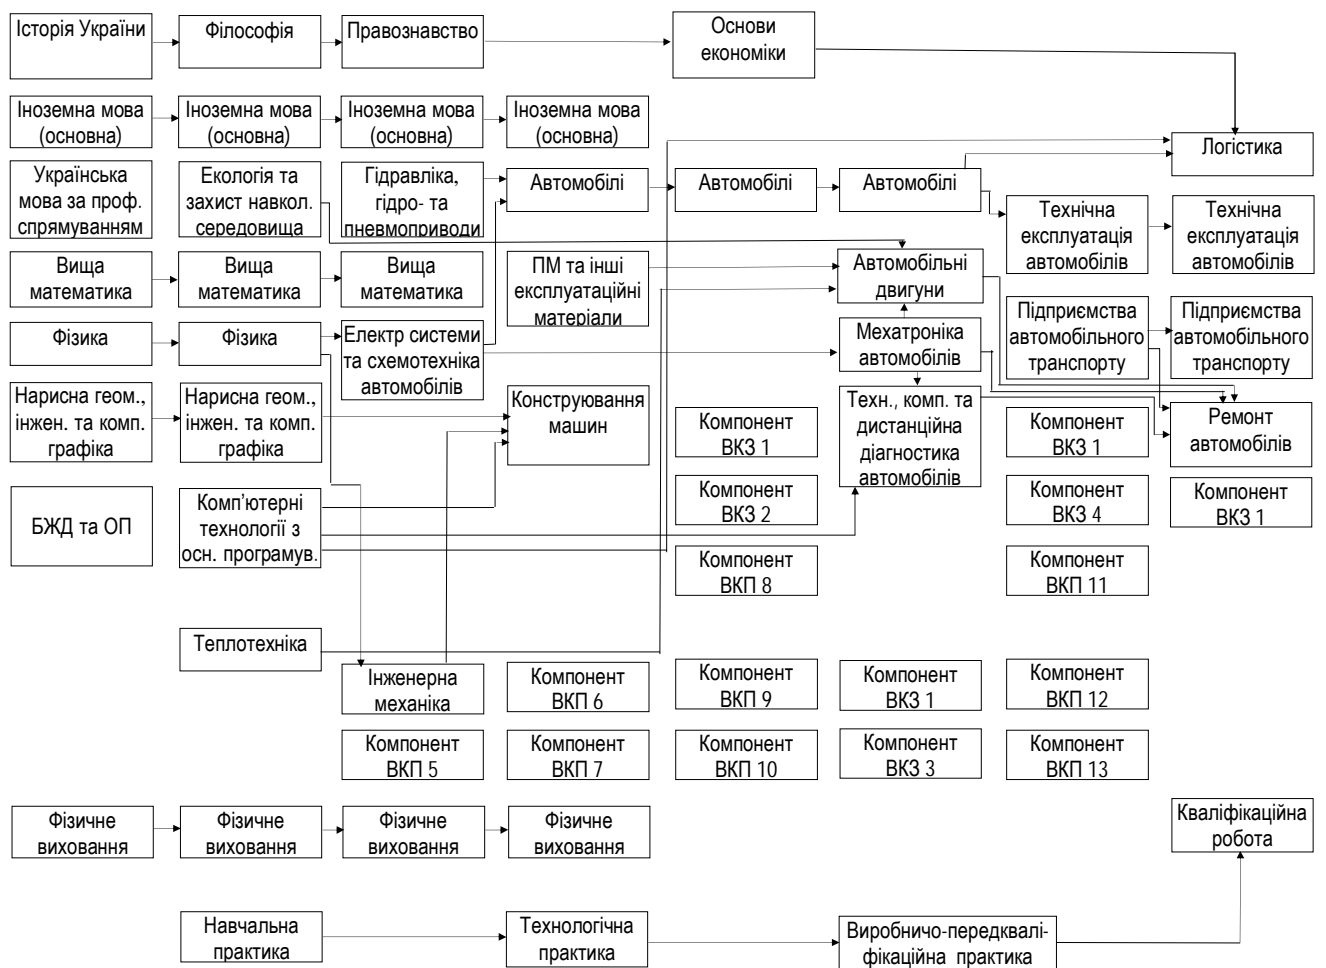 Історія України
Філософія
Правознавство
Основи
економіки
Іноземна мова
(основна)
Іноземна мова
(основна)
Іноземна мова
(основна)
Іноземна мова
(основна)
Логістика
Українська
мова за проф.
спрямуванням
Екологія та
захист навкол.
середовища
Гідравліка,
гідро- та
пневмоприводи
Автомобілі
Автомобілі
Автомобілі
Технічна
експлуатація
автомобілів
Технічна
експлуатація
автомобілів
Вища
математика
Вища
математика
Вища
математика
ПМ та інші
експлуатаційні
матеріали
Автомобільні
двигуни
Підприємства
автомобільного
транспорту
Підприємства
автомобільного
транспорту
Фізика
Фізика
Електр системи
та схемотехніка
автомобілів
Мехатроніка
автомобілів
Нарисна геом.,
інжен. та комп.
графіка
Нарисна геом.,
інжен. та комп.
графіка
Конструювання
машин
Компонент
ВКЗ 1
Техн., комп. та
дистанційна
діагностика
автомобілів
Компонент
ВКЗ 1
Ремонт
автомобілів
БЖД та ОП
Комп’ютерні
технології з
осн. програмув.
Компонент
ВКЗ 2
Компонент
ВКЗ 4
Компонент
ВКЗ 1
Компонент
ВКП 8
Компонент
ВКП 11
Теплотехніка
Інженерна
механіка
Компонент
ВКП 6
Компонент
ВКП 9
Компонент
ВКЗ 1
Компонент
ВКП 12
Компонент
ВКП 5
Компонент
ВКП 7
Компонент
ВКП 10
Компонент
ВКЗ 3
Компонент
ВКП 13
Фізичне
виховання
Фізичне
виховання
Фізичне
виховання
Фізичне
виховання
Кваліфікаційна
робота
Навчальна
практика
Технологічна
практика
Виробничо-передквалі-
фікаційна практика